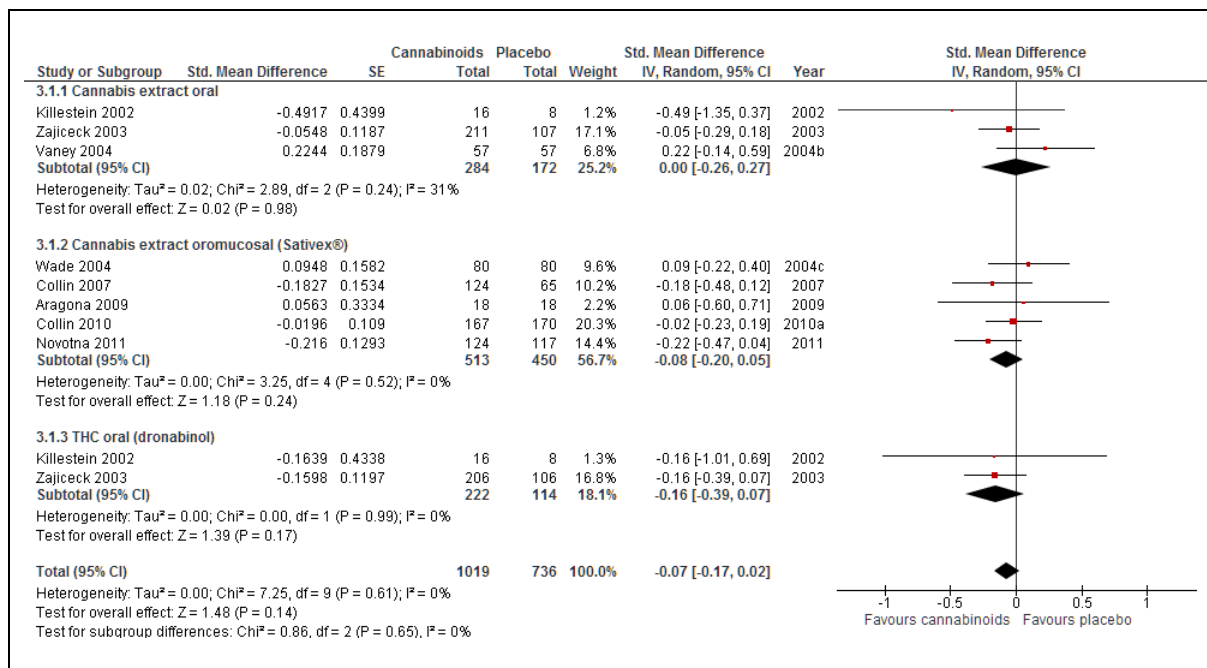 Cannabinoids Placebo Std. Mean Difference Std. Mean Difference
Study or Subgroup Std. Mean Difference SE Total Total Weight IV, Random, 95% CI Year IV, Random, 95% CI
3.1.1 Cannabis extract oral
Killestein 2002 -0.4917 0.4399 16 8 1.2% -0.49 [-1.35, 0.37] 2002
Zajiceck 2003 -0.0548 0.1187 211 107 17.1% -0.05 [-0.29, 0.18] 2003
Vaney 2004 0.2244 0.1879 57 57 6.8% 0.22 [-0.14, 0.59] 2004b
Subtotal (95% CI) 284 172 25.2% 0.00 [-0.26, 0.27]
Heterogeneity: Tau² = 0.02; Chi² = 2.89, df = 2 (P = 0.24); I² = 31%
Test for overall effect: Z = 0.02 (P = 0.98)
3.1.2 Cannabis extract oromucosal (Sativex®)
Wade 2004 0.0948 0.1582 80 80 9.6% 0.09 [-0.22, 0.40] 2004c
Collin 2007 -0.1827 0.1534 124 65 10.2% -0.18 [-0.48, 0.12] 2007
Aragona 2009 0.0563 0.3334 18 18 2.2% 0.06 [-0.60, 0.71] 2009
Collin 2010 -0.0196 0.109 167 170 20.3% -0.02 [-0.23, 0.19] 2010a
Novotna 2011 -0.216 0.1293 124 117 14.4% -0.22 [-0.47, 0.04] 2011
Subtotal (95% CI) 513 450 56.7% -0.08 [-0.20, 0.05]
Heterogeneity: Tau² = 0.00; Chi² = 3.25, df = 4 (P = 0.52); I² = 0%
Test for overall effect: Z = 1.18 (P = 0.24)
3.1.3 THC oral (dronabinol)
Killestein 2002 -0.1639 0.4338 16 8 1.3% -0.16 [-1.01, 0.69] 2002
Zajiceck 2003 -0.1598 0.1197 206 106 16.8% -0.16 [-0.39, 0.07] 2003
Subtotal (95% CI) 222 114 18.1% -0.16 [-0.39, 0.07]
Heterogeneity: Tau² = 0.00; Chi² = 0.00, df = 1 (P = 0.99); I² = 0%
Test for overall effect: Z = 1.39 (P = 0.17)
Total (95% CI) 1019 736 100.0% -0.07 [-0.17, 0.02]
Heterogeneity: Tau² = 0.00; Chi² = 7.25, df = 9 (P = 0.61); I² = 0%
Test for overall effect: Z = 1.48 (P = 0.14)
Test for subgroup differences: Chi² = 0.86, df = 2 (P = 0.65), I² = 0%
-1 -0.5 0 0.5 1
Favours cannabinoids Favours placebo